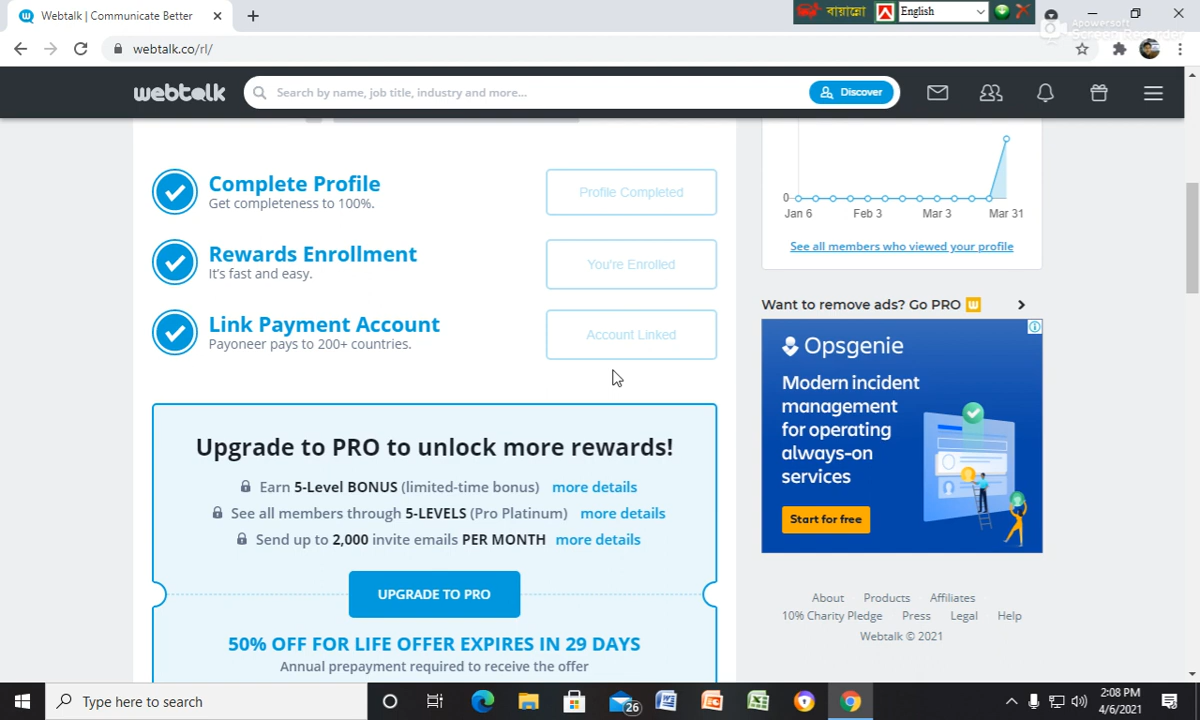 Webtalk | Communicate Better
বায়ান্নো
English
Apowersoft
Screen Recorder
webtalk.co/rl/
webtalk
Search by name, job title, industry and more...
Discover
Complete Profile
Get completeness to 100%.
Profile Completed
Rewards Enrollment
It's fast and easy.
You're Enrolled
Link Payment Account
Payoneer pays to 200+ countries.
Account Linked
Upgrade to PRO to unlock more rewards!
Earn 5-Level BONUS (limited-time bonus) more details
See all members through 5-LEVELS (Pro Platinum) more details
Send up to 2,000 invite emails PER MONTH more details
UPGRADE TO PRO
50% OFF FOR LIFE OFFER EXPIRES IN 29 DAYS
Annual prepayment required to receive the offer
0
Jan 6 Feb 3 Mar 3 Mar 31
See all members who viewed your profile
Want to remove ads? Go PRO
Opsgenie
Modern incident
management
for operating
always-on
services
Start for free
About Products Affiliates
10% Charity Pledge Press Legal Help
Webtalk © 2021
Type here to search
26
2:08 PM
4/6/2021